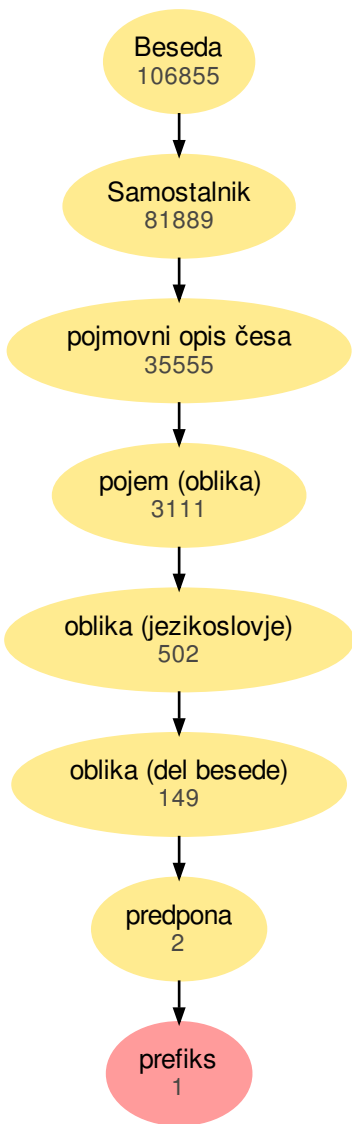 Beseda
106855
Samostalnik
81889
pojmovni opis česa
35555
pojem (oblika)
3111
oblika (jezikoslovje)
502
oblika (del besede)
149
predpona
2
prefiks
1